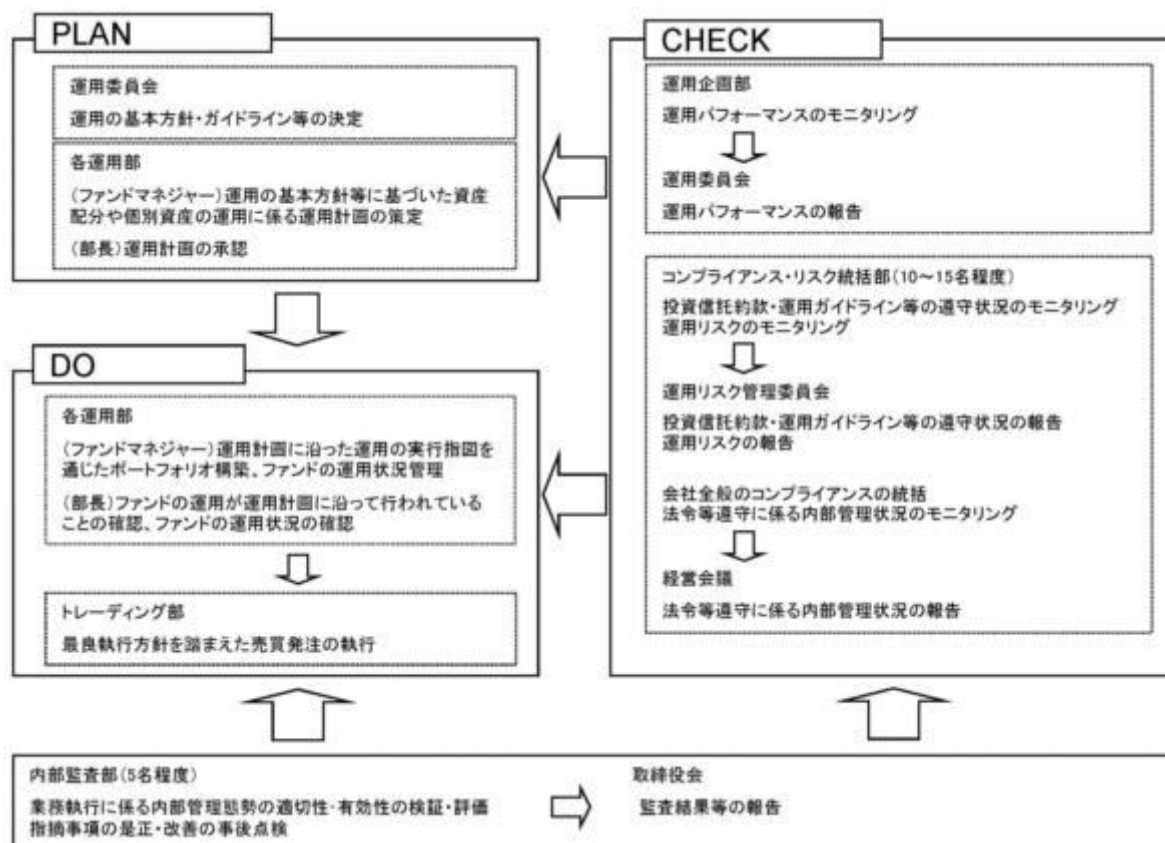 PLAN
運用委員会
運用の基本方針・ガイドライン等の決定
各運用部
(ファンドマネジャー)運用の基本方針等に基づいた資産
配分や個別資産の運用に係る運用計画の策定
(部長)運用計画の承認
DO
各運用部
(ファンドマネジャー)運用計画に沿った運用の実行指図を
通じたポートフォリオ構築、ファンドの運用状況管理
(部長)ファンドの運用が運用計画に沿って行われている
ことの確認、ファンドの運用状況の確認
トレーディング部
最良執行方針を踏まえた売買発注の執行
CHECK
運用企画部
運用パフォーマンスのモニタリング
運用委員会
運用パフォーマンスの報告
コンプライアンス・リスク統括部(10~15名程度)
投資信託約款・運用ガイドライン等の遵守状況のモニタリング
運用リスクのモニタリング
運用リスク管理委員会
投資信託約款・運用ガイドライン等の遵守状況の報告
運用リスクの報告
会社全般のコンプライアンスの統括
法令等遵守に係る内部管理状況のモニタリング
経営会議
法令等遵守に係る内部管理状況の報告
内部監査部(5名程度)
業務執行に係る内部管理態勢の適切性・有効性の検証・評価
指摘事項の是正・改善の事後点検
取締役会
監査結果等の報告